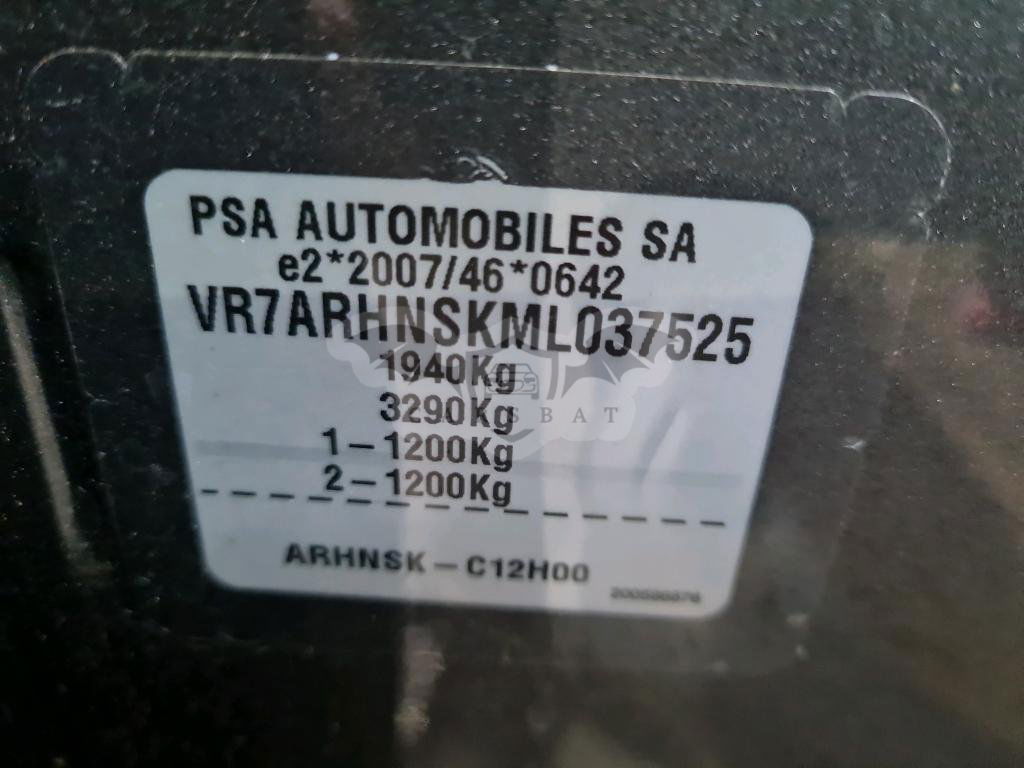 PSA AUTOMOBILES SA
e2*2007/46*0642
VR7ARHNSKML037525
1940Kg
3290Kg
1-1200Kg
2-1200Kg
ARHNSK-C12H00